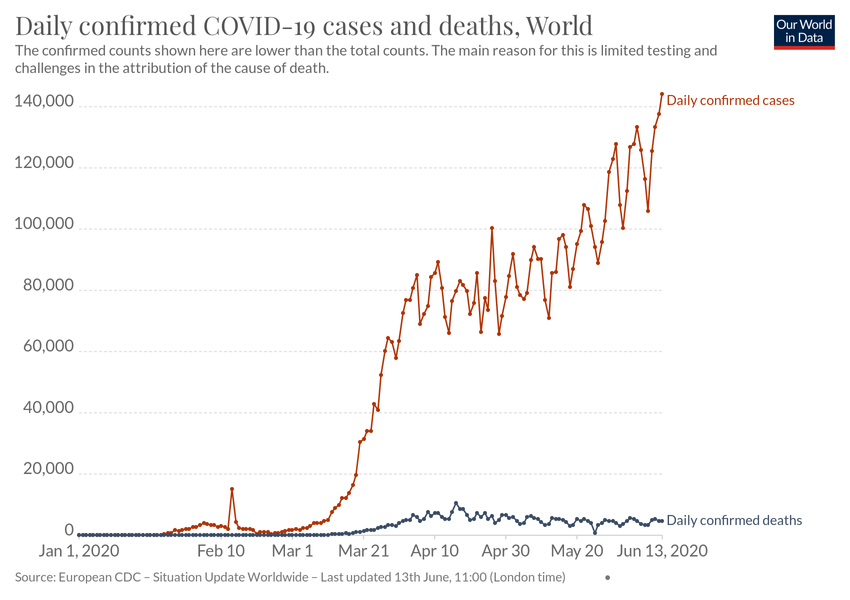 Daily confirmed COVID-19 cases and deaths, World
Our World
in Data
The confirmed counts shown here are lower than the total counts. The main reason for this is limited testing and
challenges in the attribution of the cause of death.
140,000
Daily confirmed cases
120,000
100,000
80,000
60,000
40,000
20,000
Daily confirmed deaths
0
Jan 1, 2020
Feb 10
Mar 1
Mar 21
Apr 10
Apr 30
May 20
Jun 13, 2020
Source: European CDC – Situation Update Worldwide – Last updated 13th June, 11:00 (London time)